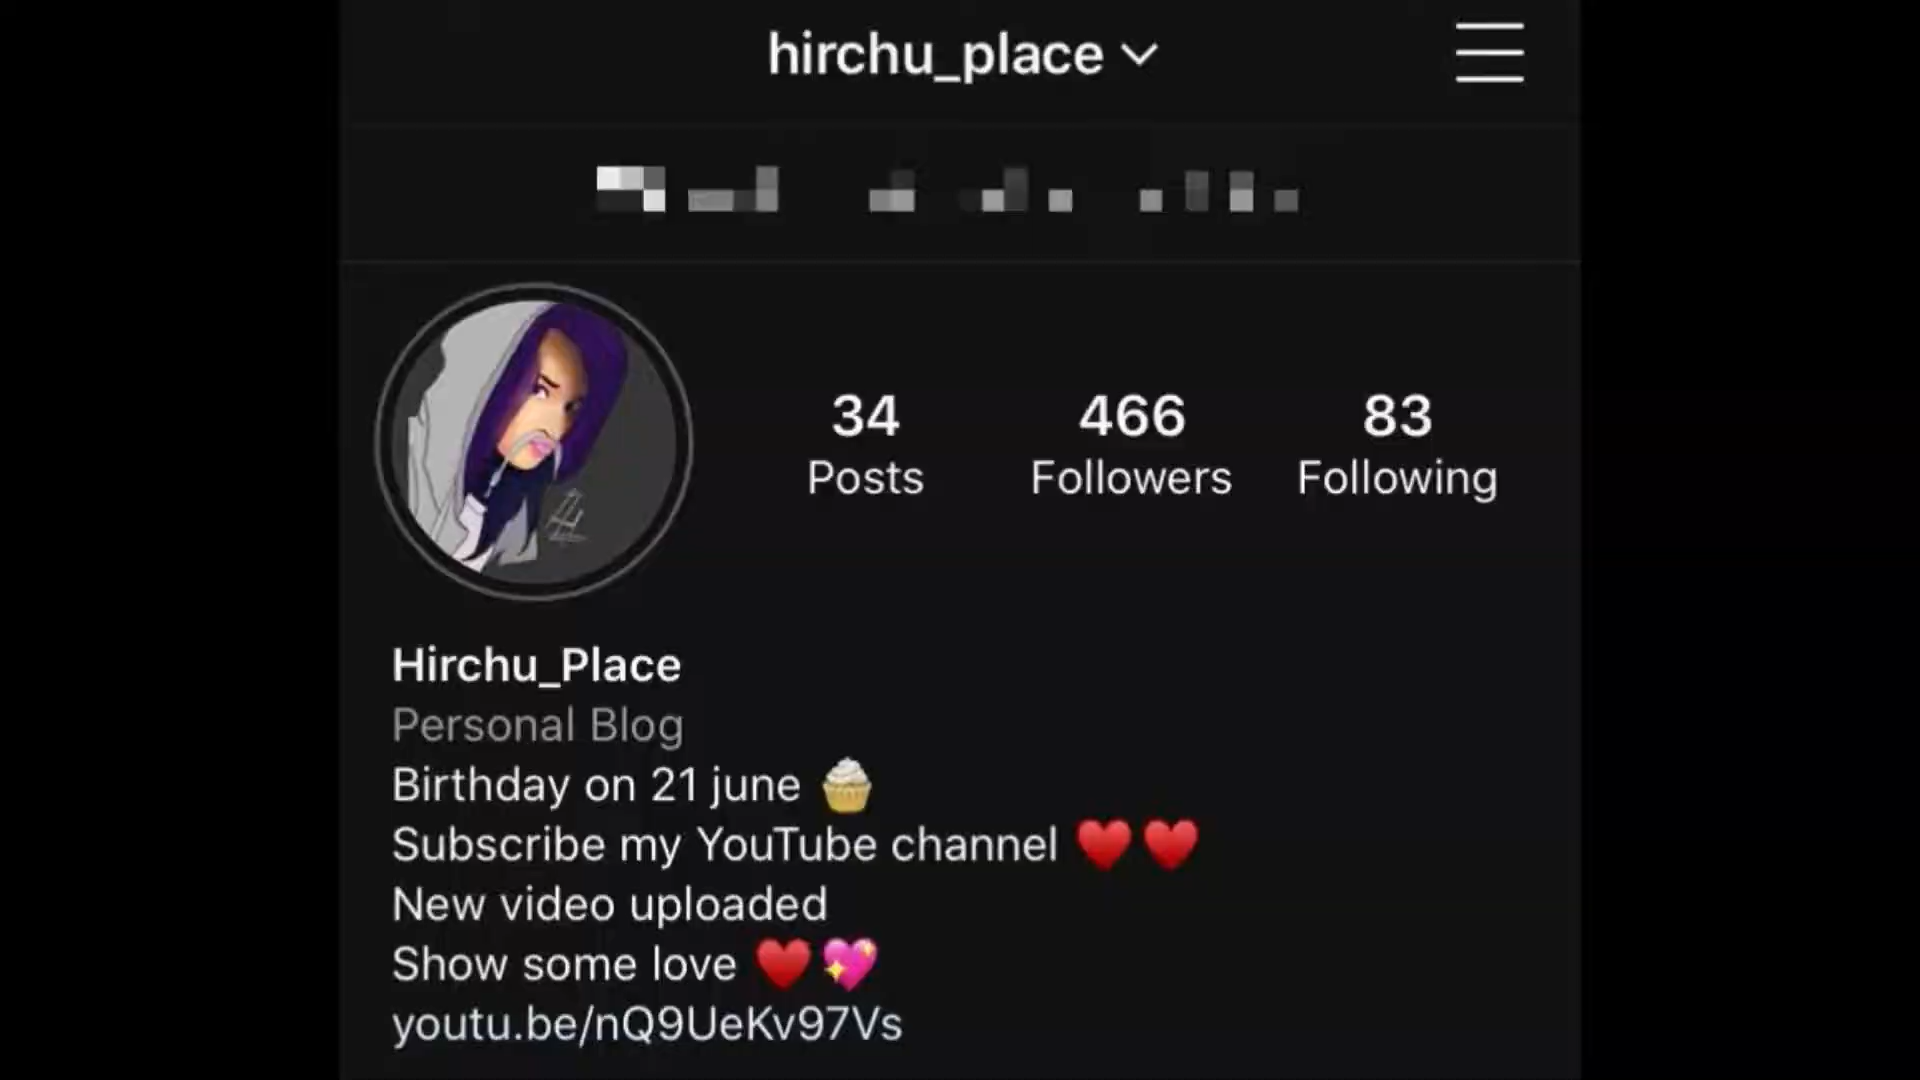 hirchu_place
34
Posts
466
Followers
83
Following
Hirchu_Place
Personal Blog
Birthday on 21 june 🧁
Subscribe my YouTube channel ♥️♥️
New video uploaded
Show some love ♥️💖
youtu.be/nQ9UeKv97Vs